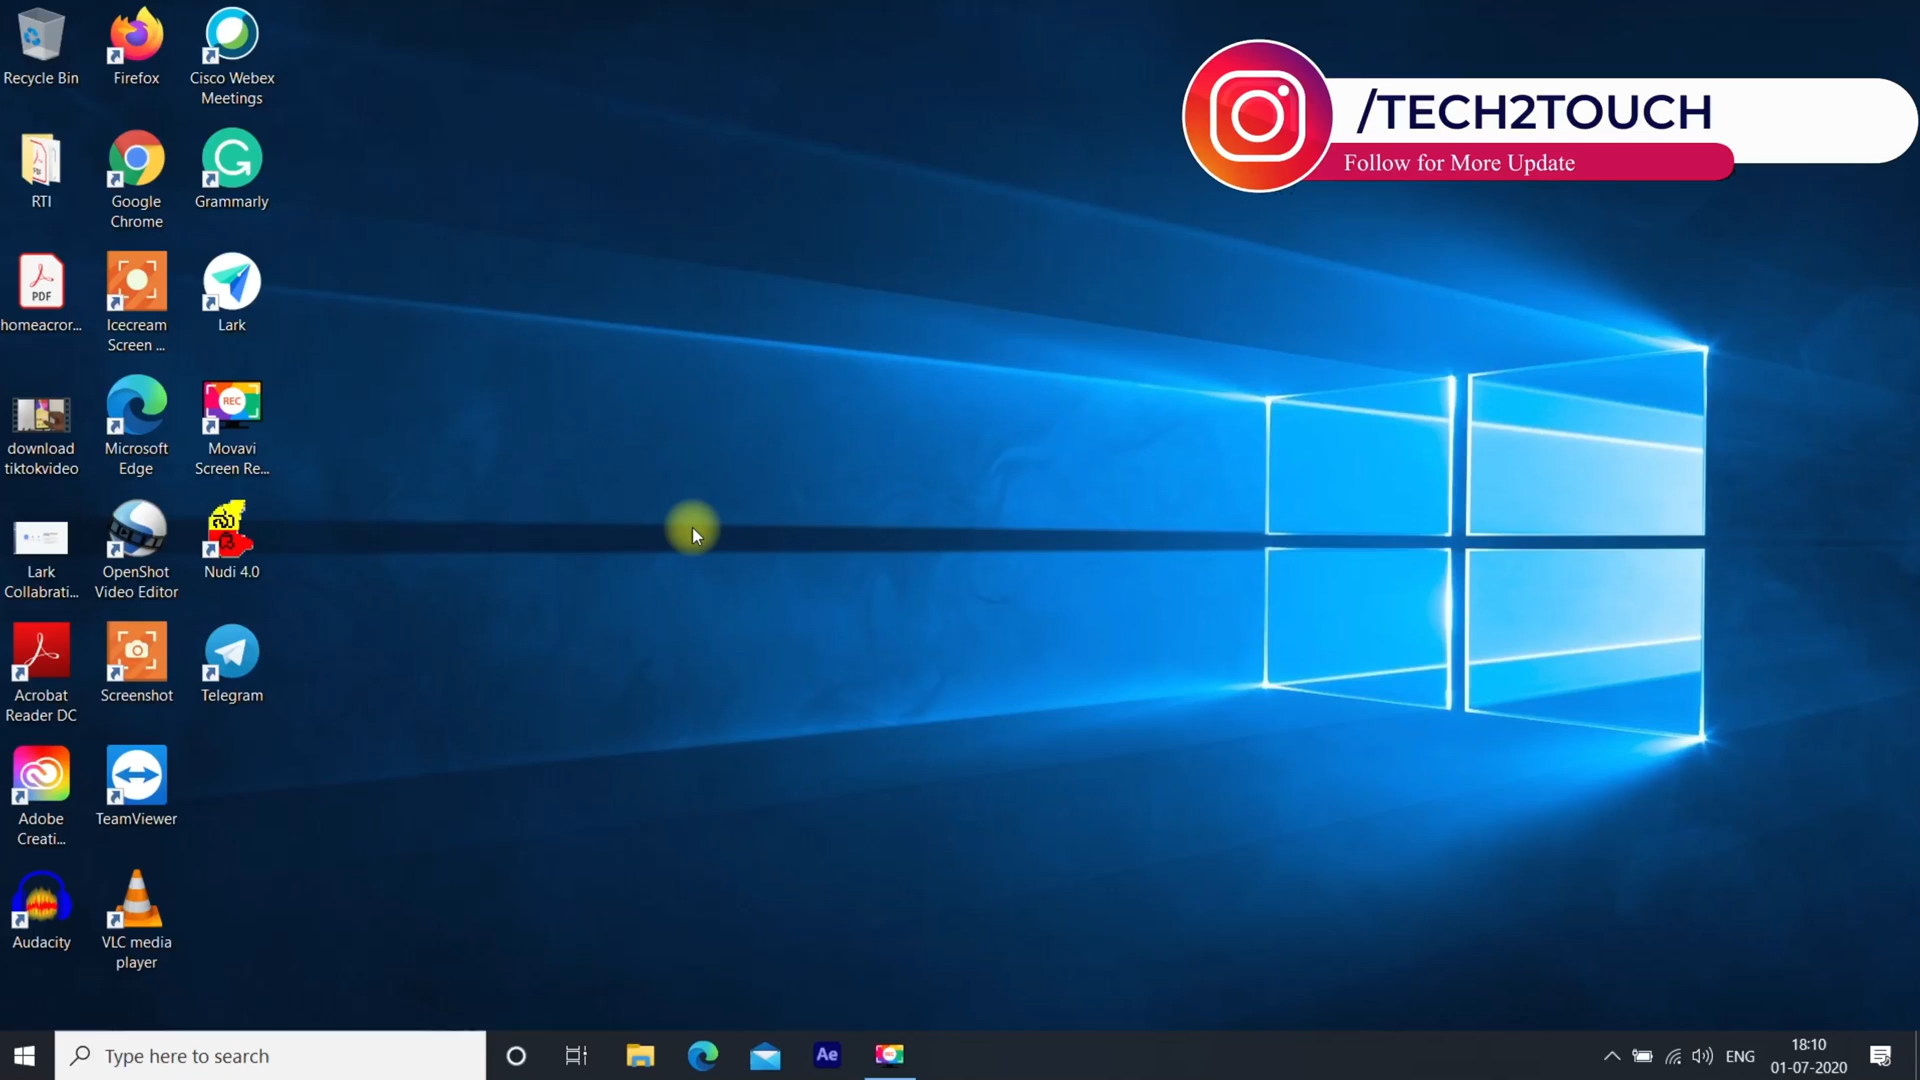 Recycle Bin
Firefox
Cisco Webex
Meetings
RTI
Google
Chrome
Grammarly
PDF
homeacror...
Icecream
Screen ...
Lark
REC
download
tiktokvideo
Microsoft
Edge
Movavi
Screen Re...
Lark
Collabrati...
OpenShot
Video Editor
Nudi 4.0
Acrobat
Reader DC
Screenshot
Telegram
Adobe
Creati...
TeamViewer
Audacity
VLC media
player
/TECH2TOUCH
Follow for More Update
Type here to search
Ae
ENG
18:10
01-07-2020